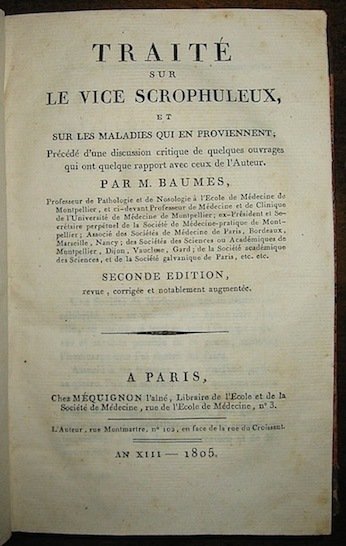 TRAITÉ
SUR
LE VICE SCROPHULEUX,
ET
SUR LES MALADIES QUI EN PROVIENNENT;
Précédé d'une discussion critique de quelques ouvrages
qui ont quelque rapport avec ceux de l'Auteur.
PAR M. BAUMES,
Professeur de Pathologie et de Nosologie à l'Ecole de Médecine de
Montpellier, et ci-devant Professeur de Médecine et de Clinique
de l'Université de Médecine de Montpellier; ex-Président et Se-
crétaire perpétuel de la Société de Médecine-pratique de Mont-
pellier; Associé des Sociétés de Médecine de Paris, Bordeaux,
Marseille, Nancy; des Sociétés des Sciences ou Académiques de
Montpellier, Dijon, Vaucluse, Gard; de la Société académique
des Sciences, et de la Société galvanique de Paris, etc. etc.
SECONDE EDITION,
revue, corrigée et notablement augmentée.
A PARIS,
Chez MÉQUIGNON l'aîné, Libraire de l'Ecole et de la
Société de Médecine, rue de l'Ecole de Médecine, n° 3.
L'Auteur, rue Montmartre, n° 102, en face de la rue du Croissant.
AN XIII — 1805.